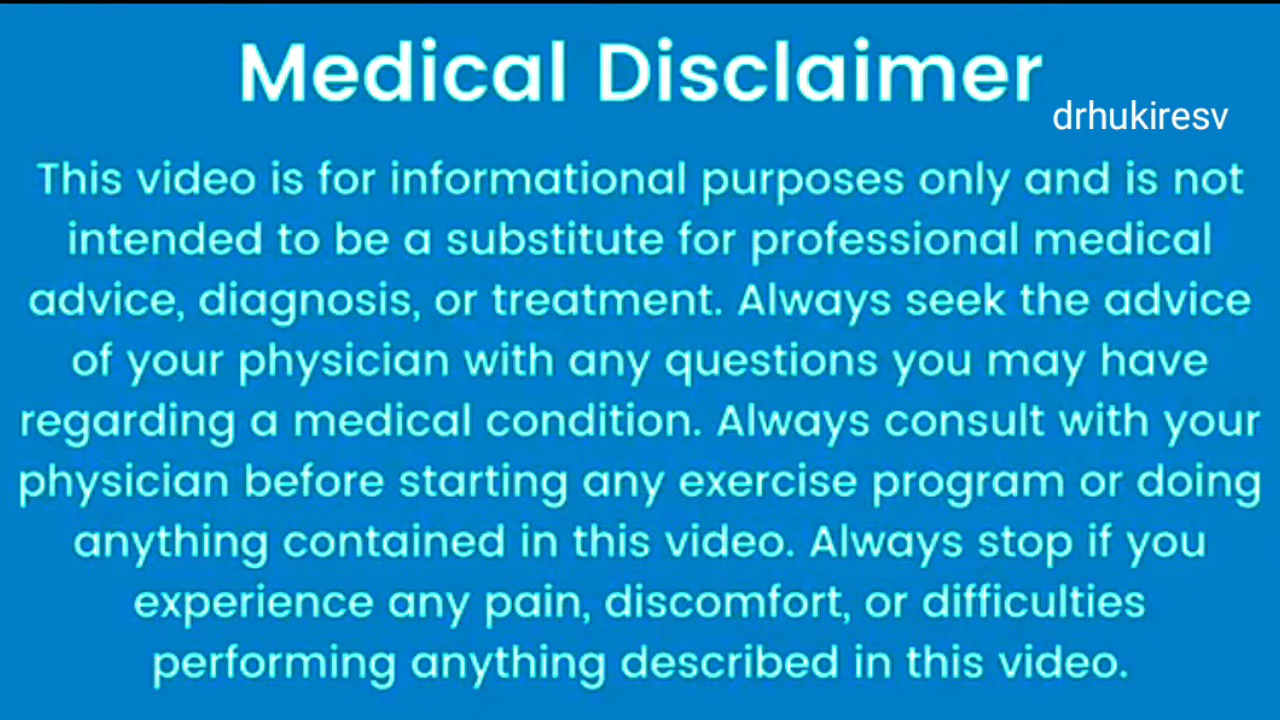 Medical Disclaimer
drhukiresv
This video is for informational purposes only and is not
intended to be a substitute for professional medical
advice, diagnosis, or treatment. Always seek the advice
of your physician with any questions you may have
regarding a medical condition. Always consult with your
physician before starting any exercise program or doing
anything contained in this video. Always stop if you
experience any pain, discomfort, or difficulties
performing anything described in this video.